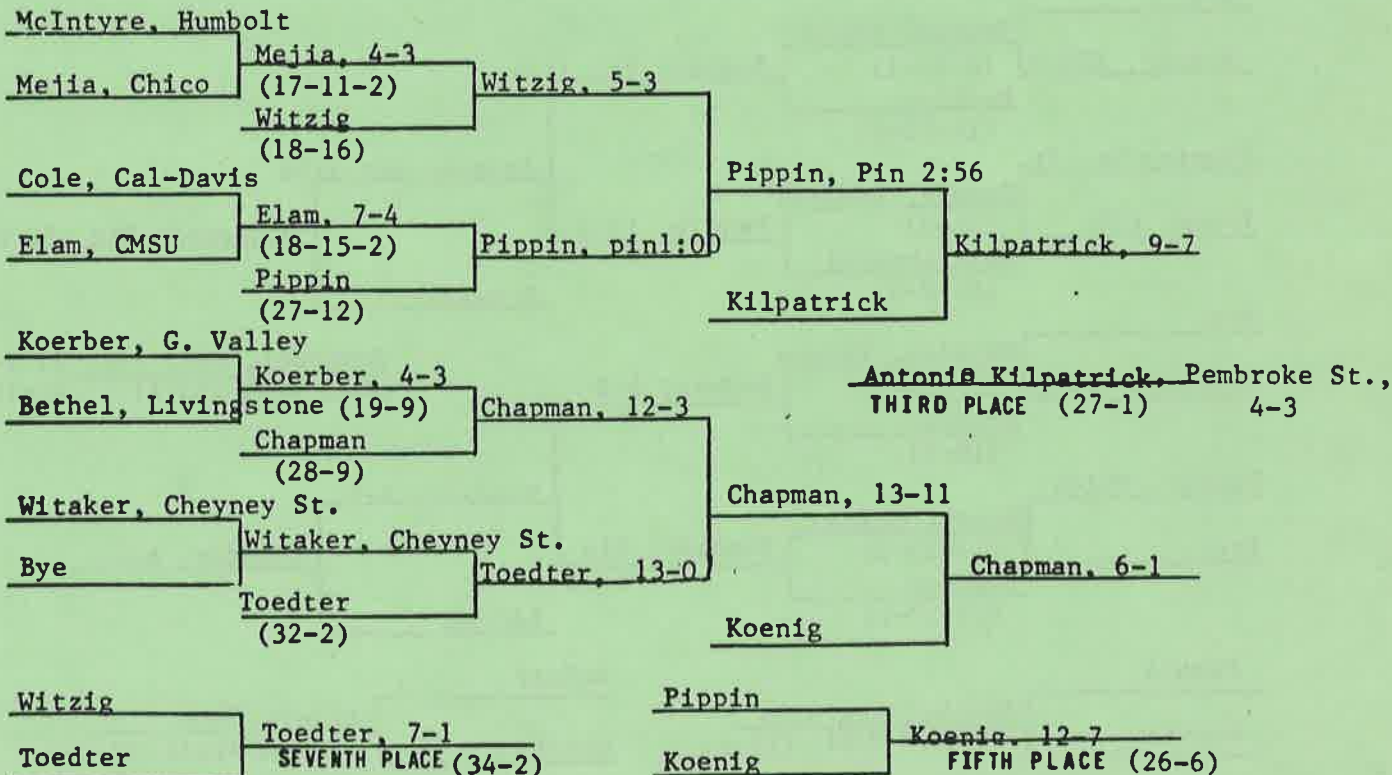 McIntyre, Humbolt
Mejia, 4-3
Mejia, Chico
(17-11-2)
Witzig, 5-3
Witzig
(18-16)
Cole, Cal-Davis
Pippin, Pin 2:56
Elam, 7-4
Elam, CMSU
(18-15-2)
Pippin, pin1:00
Kilpatrick, 9-7
Pippin
(27-12)
Kilpatrick
Koerber, G. Valley
Koerber, 4-3
Antonio Kilpatrick, Pembroke St.,
Bethel, Livingstone (19-9)
Chapman, 12-3
THIRD PLACE (27-1) 4-3
Chapman
(28-9)
Witaker, Cheyney St.
Chapman, 13-11
Witaker, Cheyney St.
Bye
Toedter, 13-0
Chapman, 6-1
Toedter
(32-2)
Koenig
Witzig
Pippin
Toedter, 7-1
Koenig, 12-7
Toedter
SEVENTH PLACE (34-2)
Koenig
FIFTH PLACE (26-6)